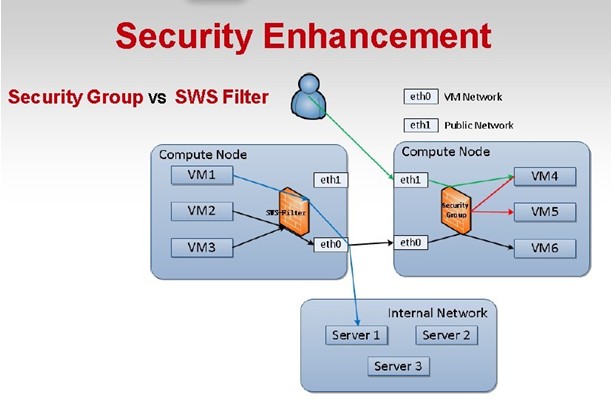 Security Enhancement
Security Group vs SWS Filter
eth0 VM Network
eth1 Public Network
Compute Node
VM1
VM2
VM3
SWS-Filter
eth1
eth0
Compute Node
eth1
eth0
Security
Group
VM4
VM5
VM6
Internal Network
Server 1 Server 2
Server 3